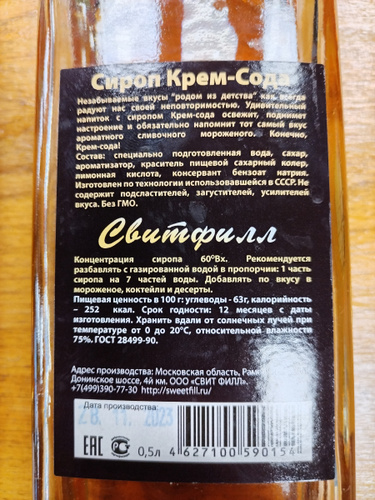 Сироп Крем-Сода
Незабываемые вкусы "родом из детства" как всегда
радуют нас своей неповторимостью. Удивительный
напиток с сиропом Крем-сода освежит, поднимет
настроение и обязательно напомнит тот самый вкус
ароматного сливочного мороженого. Конечно,
Крем-сода!
Состав: специально подготовленная вода, сахар,
ароматизатор, краситель пищевой сахарный колер,
лимонная кислота, консервант бензоат натрия.
Изготовлен по технологии использовавшейся в СССР. Не
содержит подсластителей, загустителей, усилителей
вкуса. Без ГМО.
Свитфилл
Концентрация сиропа 60°Вх. Рекомендуется
разбавлять с газированной водой в пропорции: 1 часть
сиропа на 7 частей воды. Добавлять по вкусу в
мороженое, коктейли и десерты.
Пищевая ценность в 100 г: углеводы - 63г, калорийность
– 252 ккал. Срок годности: 12 месяцев с даты
изготовления. Хранить вдали от солнечных лучей при
температуре от 0 до 20°С, относительной влажности
75%. ГОСТ 28499-90.
Адрес производства: Московская область, Рам
Донинское шоссе, 4й км. ООО «СВИТ ФИЛЛ»
+7(499)390-77-30 http://sweetfill.ru/
Дата производства:
28. 11. 2023
EAC
0,5л
4 627100 590154